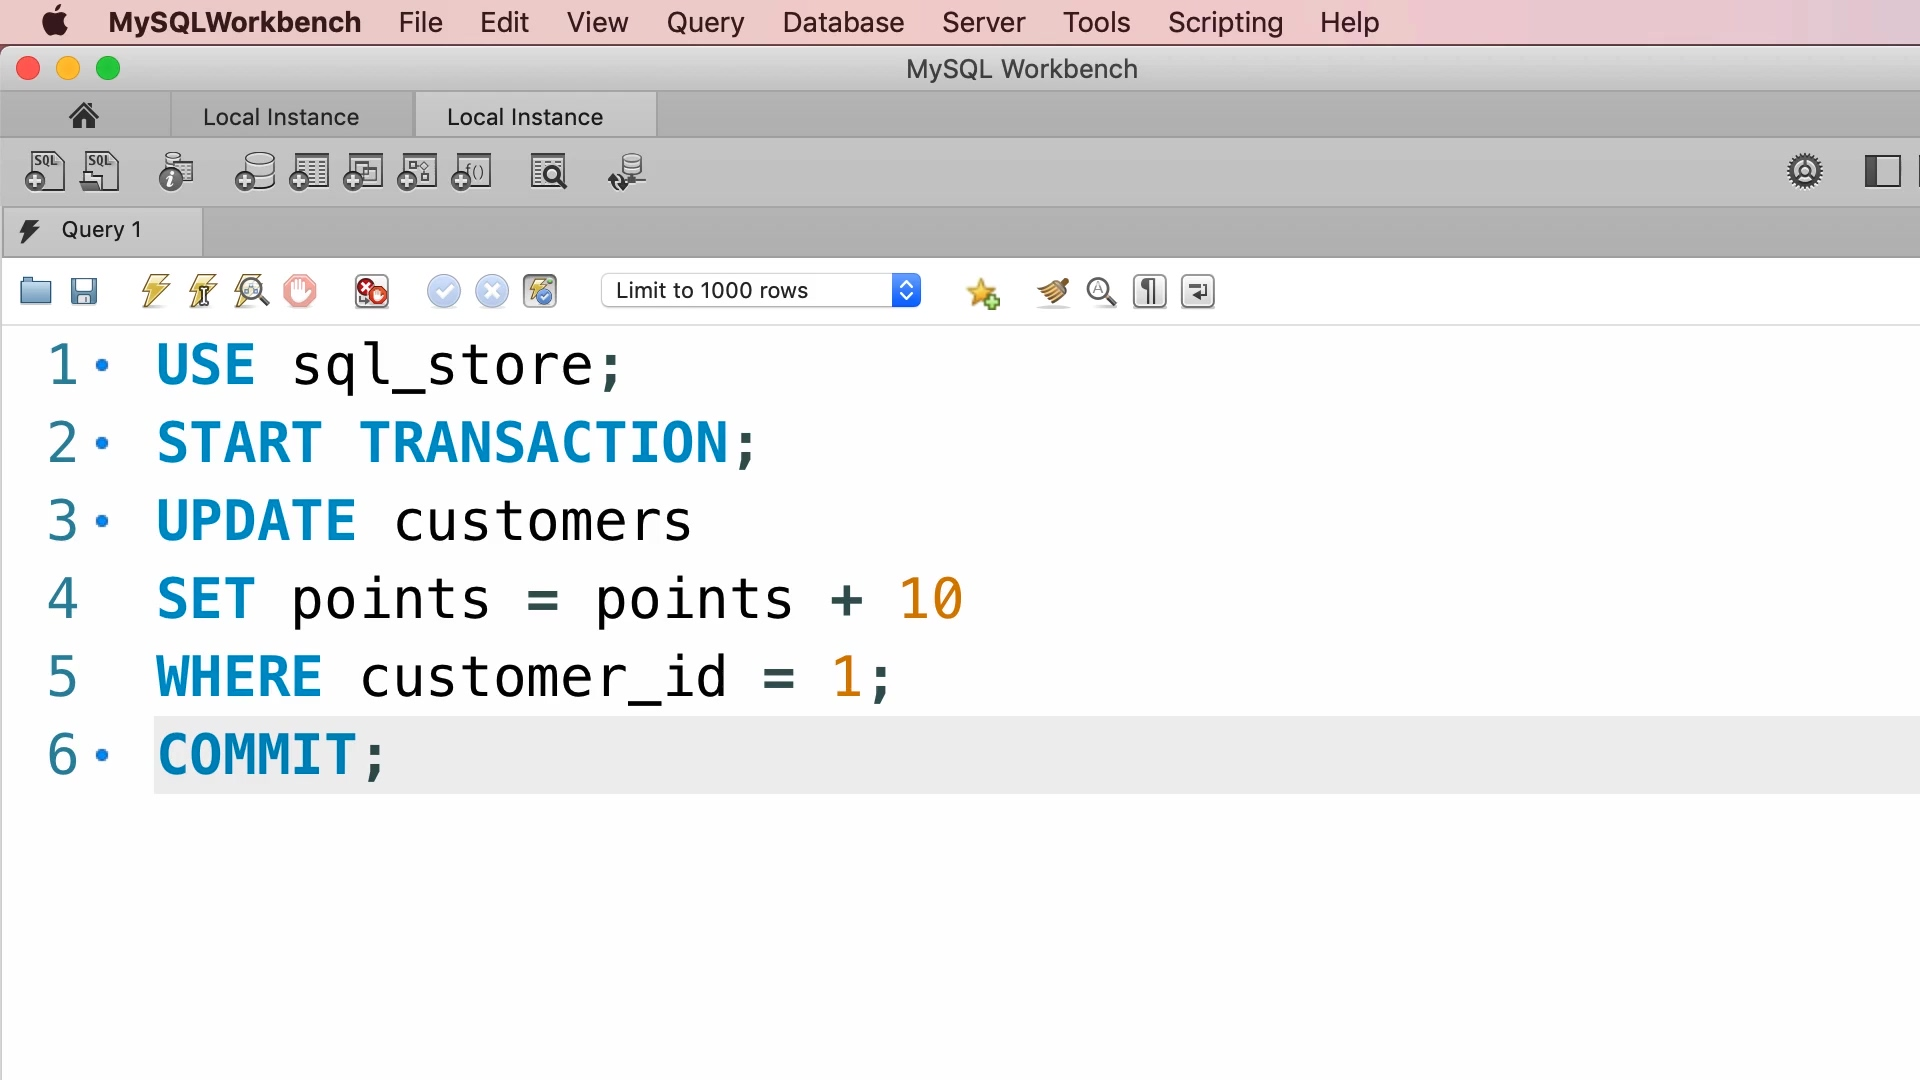 MySQLWorkbench File Edit View Query Database Server Tools Scripting Help
MySQL Workbench
Local Instance Local Instance
SQL SQL f()
Query 1
Limit to 1000 rows
1 USE sql_store;
2 START TRANSACTION;
3 UPDATE customers
4 SET points = points + 10
5 WHERE customer_id = 1;
6 COMMIT;